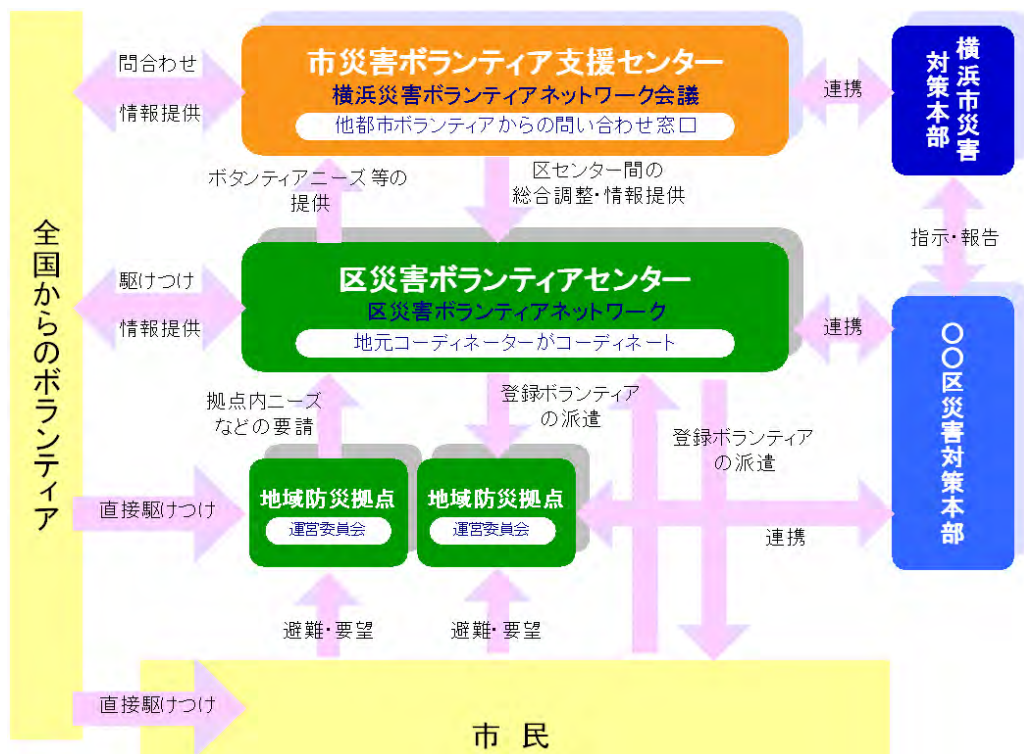 問合わせ
情報提供
市災害ボランティア支援センター
横浜災害ボランティアネットワーク会議
他都市ボランティアからの問い合わせ窓口
連携
横浜市災害
対策本部
ボダンティアニーズ等の
提供
区センター間の
総合調整・情報提供
指示・報告
全国からのボランティア
駆けつけ
情報提供
区災害ボランティアセンター
区災害ボランティアネットワーク
地元コーディネーターがコーディネート
連携
〇〇区災害対策本部
拠点内ニーズ
などの要請
登録ボランティア
の派遣
登録ボランティア
の派遣
直接駆けつけ
地域防災拠点
運営委員会
地域防災拠点
運営委員会
連携
避難・要望
避難・要望
直接駆けつけ
市民